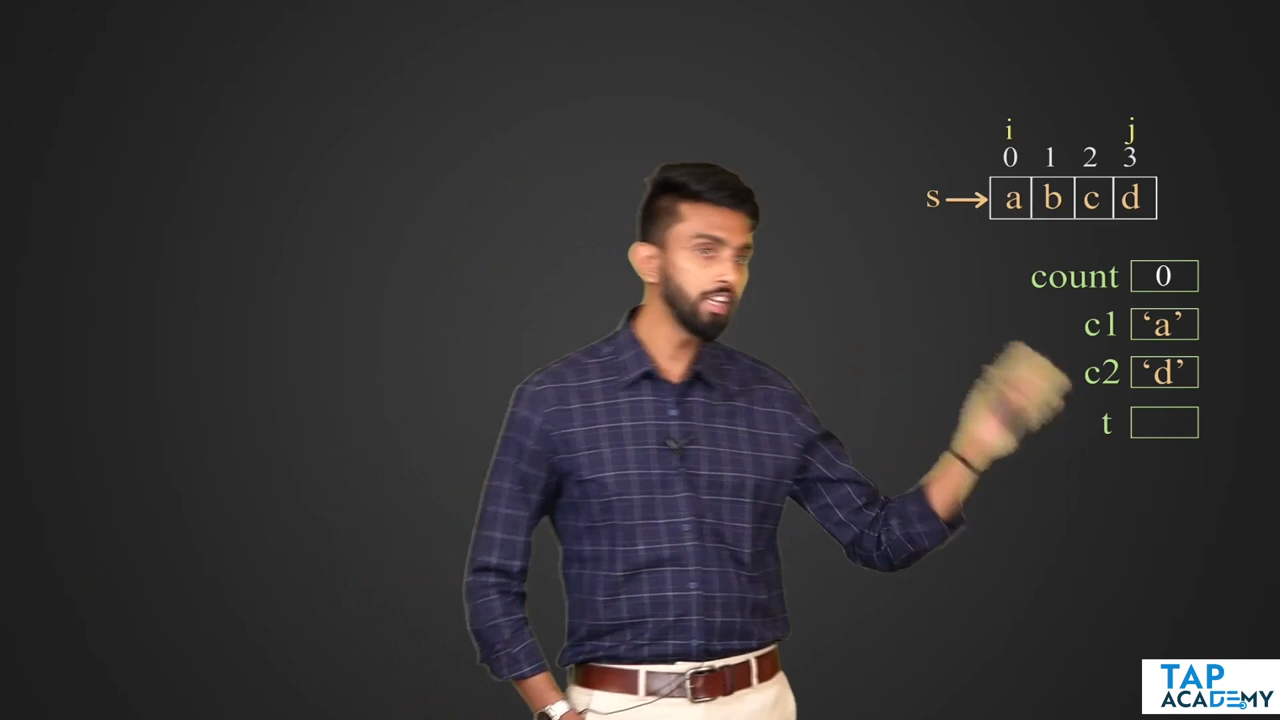 i j
0 1 2 3
s a b c d
count 0
c1 ‘a’
c2 ‘d’
t
TAP
ACADEMY